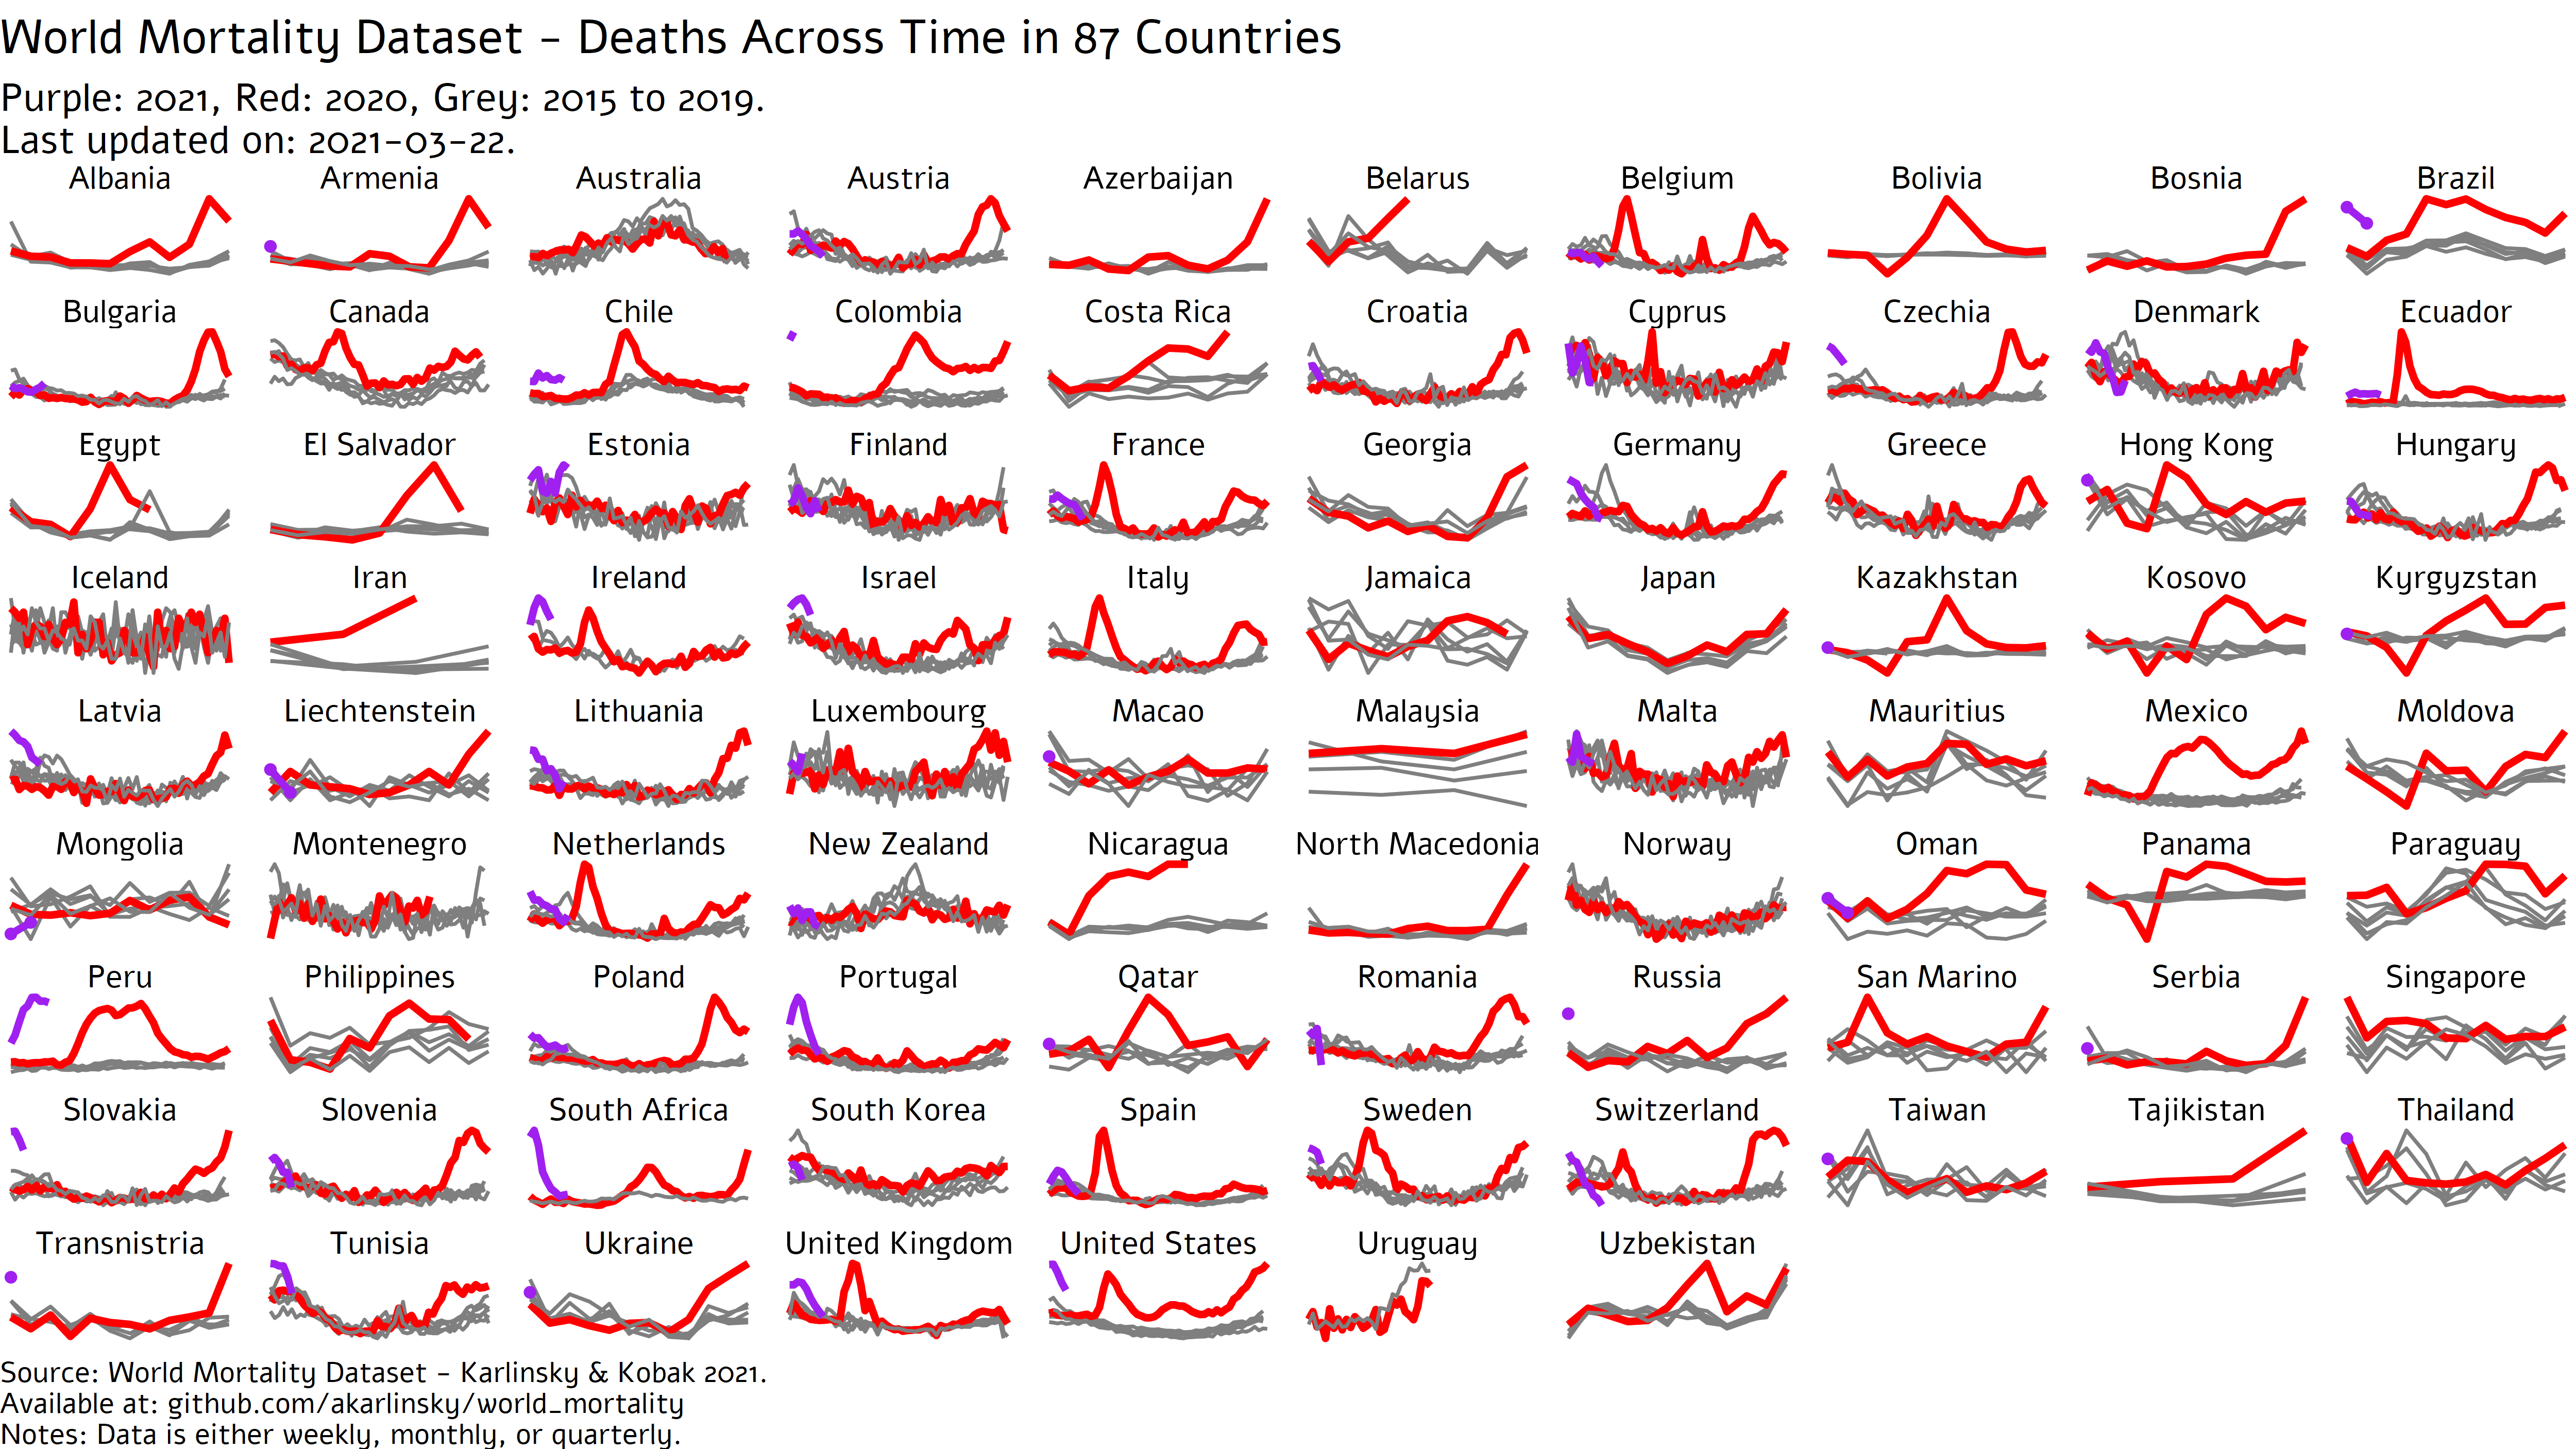 World Mortality Dataset - Deaths Across Time in 87 Countries
Purple: 2021, Red: 2020, Grey: 2015 to 2019.
Last updated on: 2021-03-22.
Albania Armenia Australia Austria Azerbaijan Belarus Belgium Bolivia Bosnia Brazil
Bulgaria Canada Chile Colombia Costa Rica Croatia Cyprus Czechia Denmark Ecuador
Egypt El Salvador Estonia Finland France Georgia Germany Greece Hong Kong Hungary
Iceland Iran Ireland Israel Italy Jamaica Japan Kazakhstan Kosovo Kyrgyzstan
Latvia Liechtenstein Lithuania Luxembourg Macao Malaysia Malta Mauritius Mexico Moldova
Mongolia Montenegro Netherlands New Zealand Nicaragua North Macedonia Norway Oman Panama Paraguay
Peru Philippines Poland Portugal Qatar Romania Russia San Marino Serbia Singapore
Slovakia Slovenia South Africa South Korea Spain Sweden Switzerland Taiwan Tajikistan Thailand
Transnistria Tunisia Ukraine United Kingdom United States Uruguay Uzbekistan
Source: World Mortality Dataset - Karlinsky & Kobak 2021.
Available at: github.com/akarlinsky/world_mortality
Notes: Data is either weekly, monthly, or quarterly.